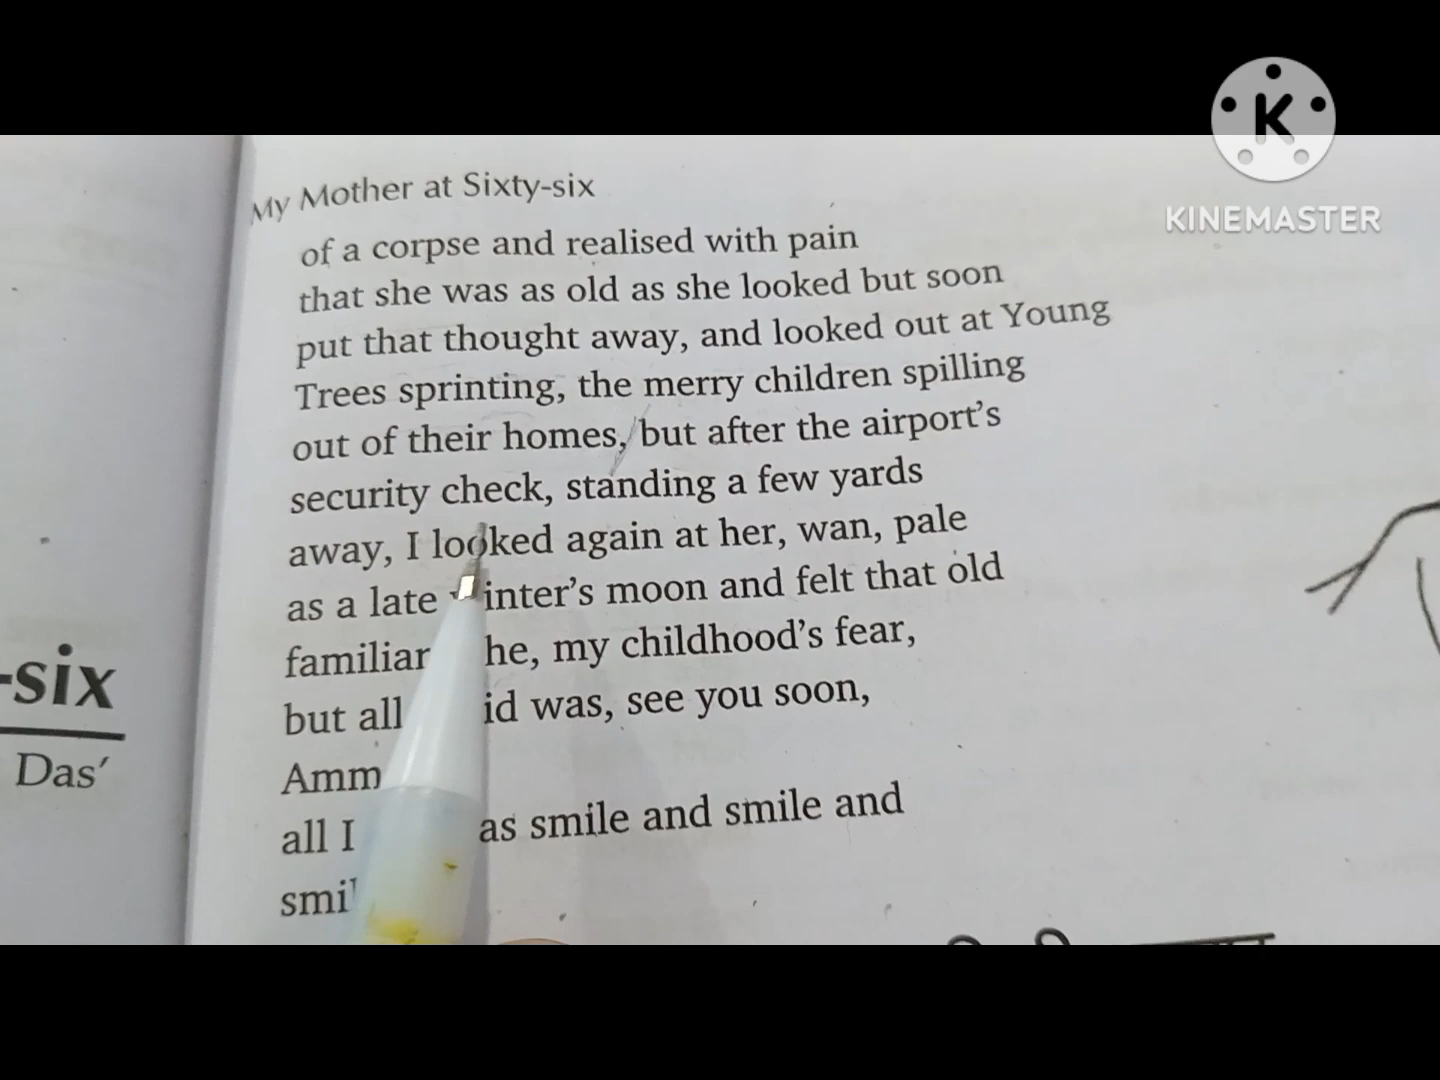 KINEMASTER
My Mother at Sixty-six
of a corpse and realised with pain
that she was as old as she looked but soon
put that thought away, and looked out at Young
Trees sprinting, the merry children spilling
out of their homes, but after the airport's
security check, standing a few yards
away, I looked again at her, wan, pale
as a late inter's moon and felt that old
familiar he, my childhood's fear,
but all id was, see you soon,
Amm
all I as smile and smile and
smil
-six
Das'